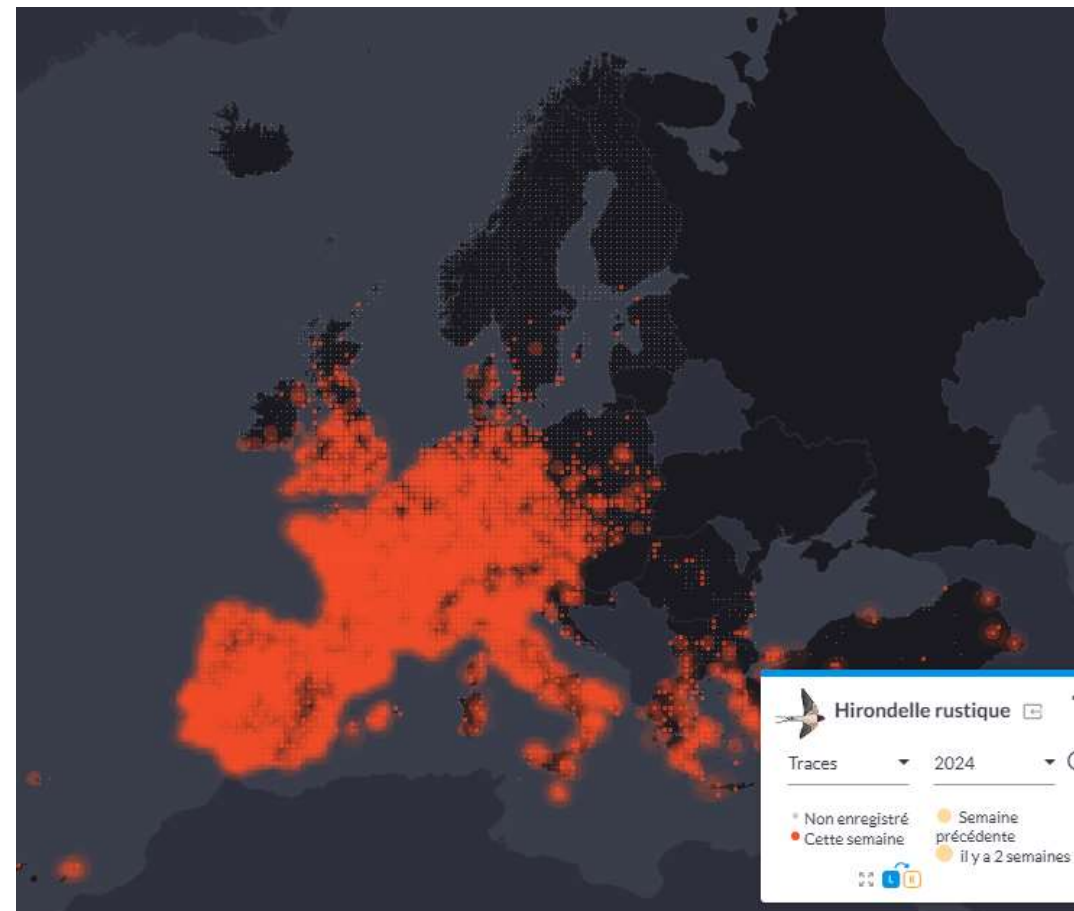 Hirondelle rustique
Traces 2024
Non enregistré
Cette semaine
Semaine
précédente
il y a 2 semaines
L R